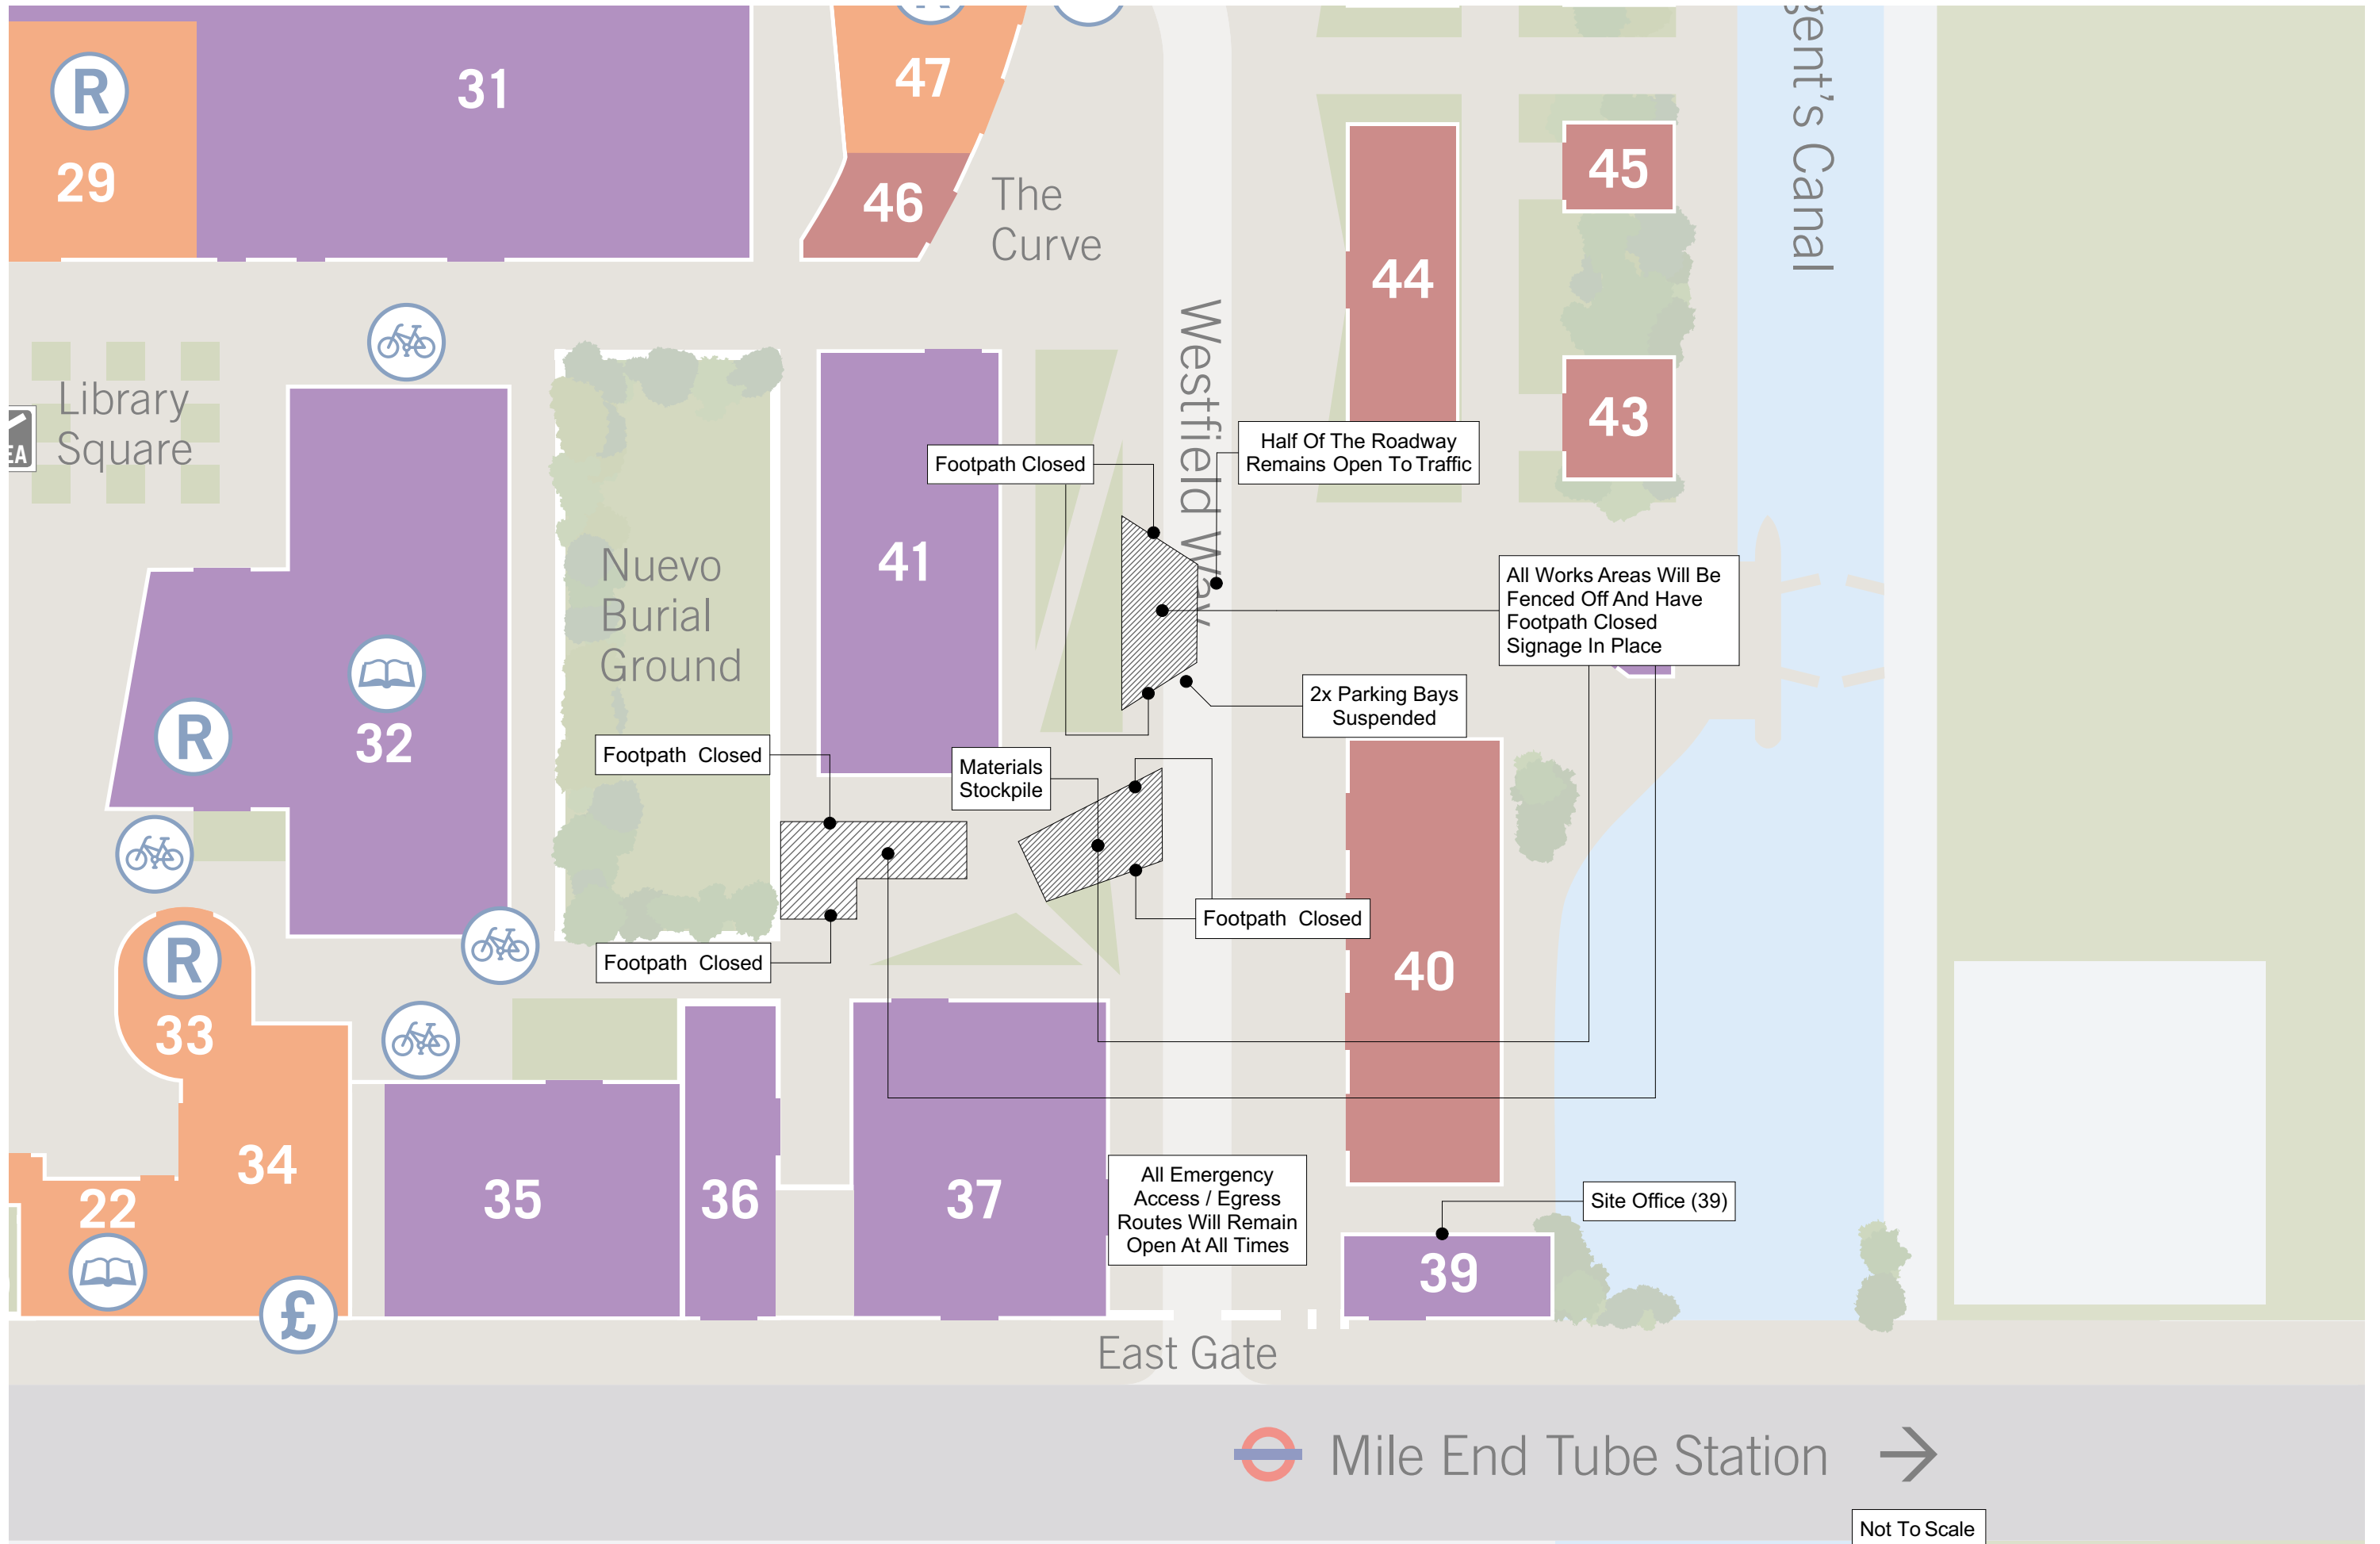 R
29
31
47
46
The
Curve
44
45
gent's Canal
Library
Square
EA
Westfield Way
43
Footpath Closed
Half Of The Roadway
Remains Open To Traffic
Nuevo
Burial
Ground
41
All Works Areas Will Be
Fenced Off And Have
Footpath Closed
Signage In Place
2x Parking Bays
Suspended
R
32
Footpath Closed
Materials
Stockpile
Footpath Closed
Footpath Closed
R
33
40
34
22
35
36
37
All Emergency
Access / Egress
Routes Will Remain
Open At All Times
Site Office (39)
39
£
East Gate
Mile End Tube Station →
Not To Scale